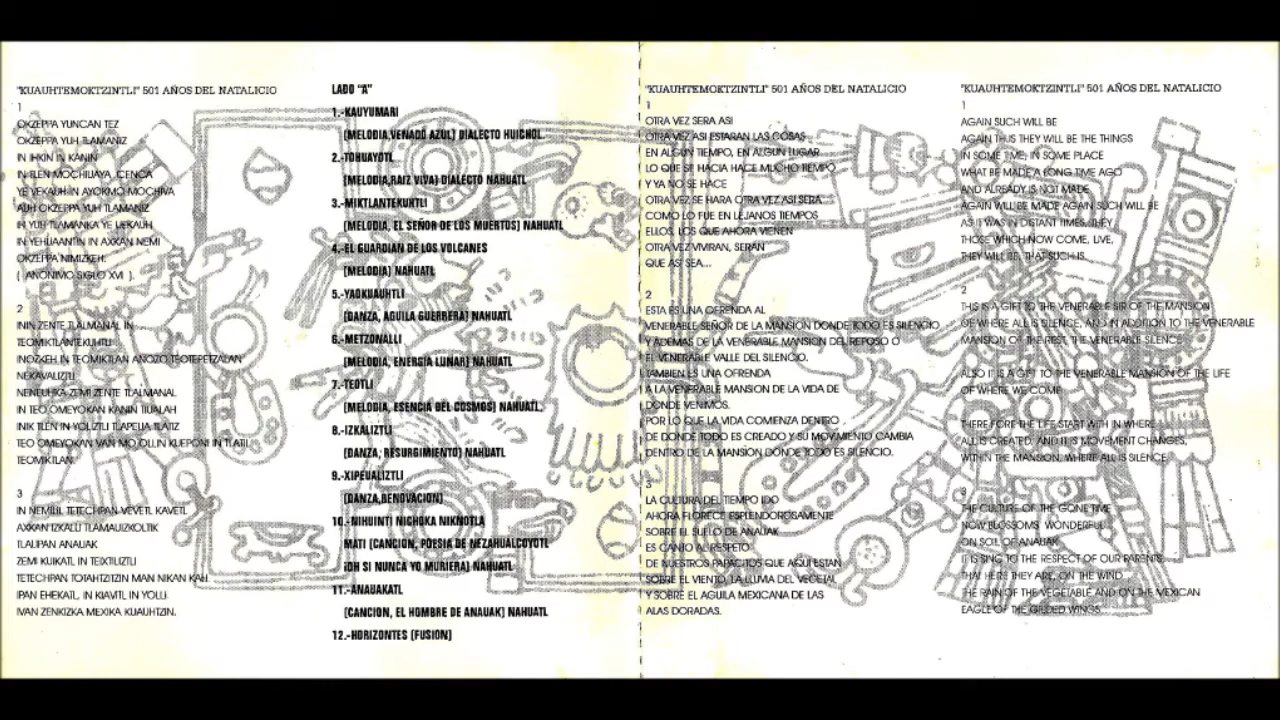 "KUAUHTEMOKTZINTLI" 501 AÑOS DEL NATALICIO
1
OKZEPPA YUNCAN TEZ
OKZEPPA YUH TLAMANIZ
IN IHKIN IN KANIN
IN TLEN MOCHIUAYA, CENCA
YE VEKAUH IN AYOKMO MOCHIVA
AUH OKZEPPA YUH TLAMANIZ
IH YUH TLAMANKA YE UEKAUH
IN YEHUAANTIN IN AXKAN NEMI
OKZEPPA NIMIZKEH.
( ANONIMO SIGLO XVI ).
2
ININ ZENTE TLALMANAL IN
TEOMIKTLANTEKUHTLI
INOZKEH IN TEOMIKTLAN ANOZO TEOTEPETZALAN
NEKAVALIZTLI
NENEUHKA ZEMI ZENTE TLALMANAL
IN TEO OMEYOKAN KANIN TIUALAH
INIK TLEN IN YOLIZTLI TLAPEUA TLATIZ
TEO OMEYOKAN VAN MO OLLIN KUEPONI IN TLATIL
TEOMIKTLAN.
3
IN NEMILIL TETECHPAN VEVETL KAVETL
AXKAN IZKALLI TLAMAUIZKOLTIK
TLALIPAN ANAUAK
ZEMI KUIKATL IN TEIXTILIZTLI
TETECHPAN TOTAHTZITZIN MAN NIKAN KAH
IPAN EHEKATL, IN KIAVITL IN YOLLI
IVAN ZENKIZKA MEXIKA KUAUHTZIN.
LADO "A"
1.-KAUYUMARI
[MELODIA,VENADO AZUL] DIALECTO HUICHOL.
2.-TOHUAYOTL
[MELODIA,RAIZ VIVA] DIALECTO NAHUATL
3.-MIKTLANTEKUHTLI
[MELODIA, EL SEÑOR DE LOS MUERTOS] NAHUATL
4.-EL GUARDIAN DE LOS VOLCANES
[MELODIA] NAHUATL
5.-YAOKUAUHTLI
[DANZA, AGUILA GUERRERA] NAHUATL
6.-METZONALLI
[MELODIA, ENERGIA LUNAR] NAHUATL
7.-TEOTLI
[MELODIA, ESENCIA DEL COSMOS] NAHUATL.
8.-IZKALIZTLI
[DANZA, RESURGIMIENTO] NAHUATL
9.-XIPEUALIZTLI
[DANZA,RENOVACION]
10.-NIHUINTI NICHOKA NIKNOTLA
MATI [CANCION, POESIA DE NEZAHUALCOYOTL
¡OH SI NUNCA YO MURIERA] NAHUATL
11.-ANAUAKATL
[CANCION, EL HOMBRE DE ANAUAK] NAHUATL
12.-HORIZONTES [FUSION]
"KUAUHTEMOKTZINTLI" 501 AÑOS DEL NATALICIO
1
OTRA VEZ SERA ASI
OTRA VEZ ASI ESTARAN LAS COSAS
EN ALGUN TIEMPO, EN ALGUN LUGAR
LO QUE SE HACIA HACE MUCHO TIEMPO
Y YA NO SE HACE
OTRA VEZ SE HARA OTRA VEZ ASI SERA
COMO LO FUE EN LEJANOS TIEMPOS
ELLOS, LOS QUE AHORA VIENEN
OTRA VEZ VIVIRAN, SERAN
QUE ASI SEA...
2
ESTA ES UNA OFRENDA AL
VENERABLE SEÑOR DE LA MANSION DONDE TODO ES SILENCIO
Y ADEMAS DE LA VENERABLE MANSION DEL REPOSO O
EL VENERABLE VALLE DEL SILENCIO.
TAMBIEN ES UNA OFRENDA
A LA VENERABLE MANSION DE LA VIDA DE
DONDE VENIMOS.
POR LO QUE LA VIDA COMIENZA DENTRO
DE DONDE TODO ES CREADO Y SU MOVIMIENTO CAMBIA
DENTRO DE LA MANSION DONDE TODO ES SILENCIO.
3
LA CULTURA DEL TIEMPO IDO
AHORA FLORECE ESPLENDOROSAMENTE
SOBRE EL SUELO DE ANAUAK
ES CANTO AL RESPETO
DE NUESTROS PAPACITOS QUE AQUI ESTAN
SOBRE EL VIENTO, LA LLUVIA DEL VEGETAL
Y SOBRE EL AGUILA MEXICANA DE LAS
ALAS DORADAS.
"KUAUHTEMOKTZINTLI" 501 AÑOS DEL NATALICIO
1
AGAIN SUCH WILL BE
AGAIN THUS THEY WILL BE THE THINGS
IN SOME TIME, IN SOME PLACE
WHAT BE MADE A LONG TIME AGO
AND ALREADY IS NOT MADE
AGAIN WILL BE MADE AGAIN SUCH WILL BE
AS IT WAS IN DISTANT TIMES, THEY
THOSE WHICH NOW COME, LIVE,
THEY WILL BE, THAT SUCH IS.
2
THIS IS A GIFT TO THE VENERABLE SIR OF THE MANSION
OF WHERE ALL IS SILENCE, AND IN ADDITION TO THE VENERABLE
MANSION OF THE REST, THE VENERABLE SILENCE
ALSO IT IS A GIFT TO THE VENERABLE MANSION OF THE LIFE
OF WHERE WE COME
THERE FORE THE LIFE START WITH IN WHERE
ALL IS CREATED, AND IT IS MOVEMENT CHANGES,
WITHIN THE MANSION, WHERE ALL IS SILENCE.
3
THE CULTURE OF THE GONE TIME
NOW BLOSSOMS WONDERFUL
ON SOIL OF ANAUAK
IT IS SING TO THE RESPECT OF OUR PARENTS
THAT HERE THEY ARE, ON THE WIND
THE RAIN OF THE VEGETABLE AND ON THE MEXICAN
EAGLE OF THE GILDED WINGS.